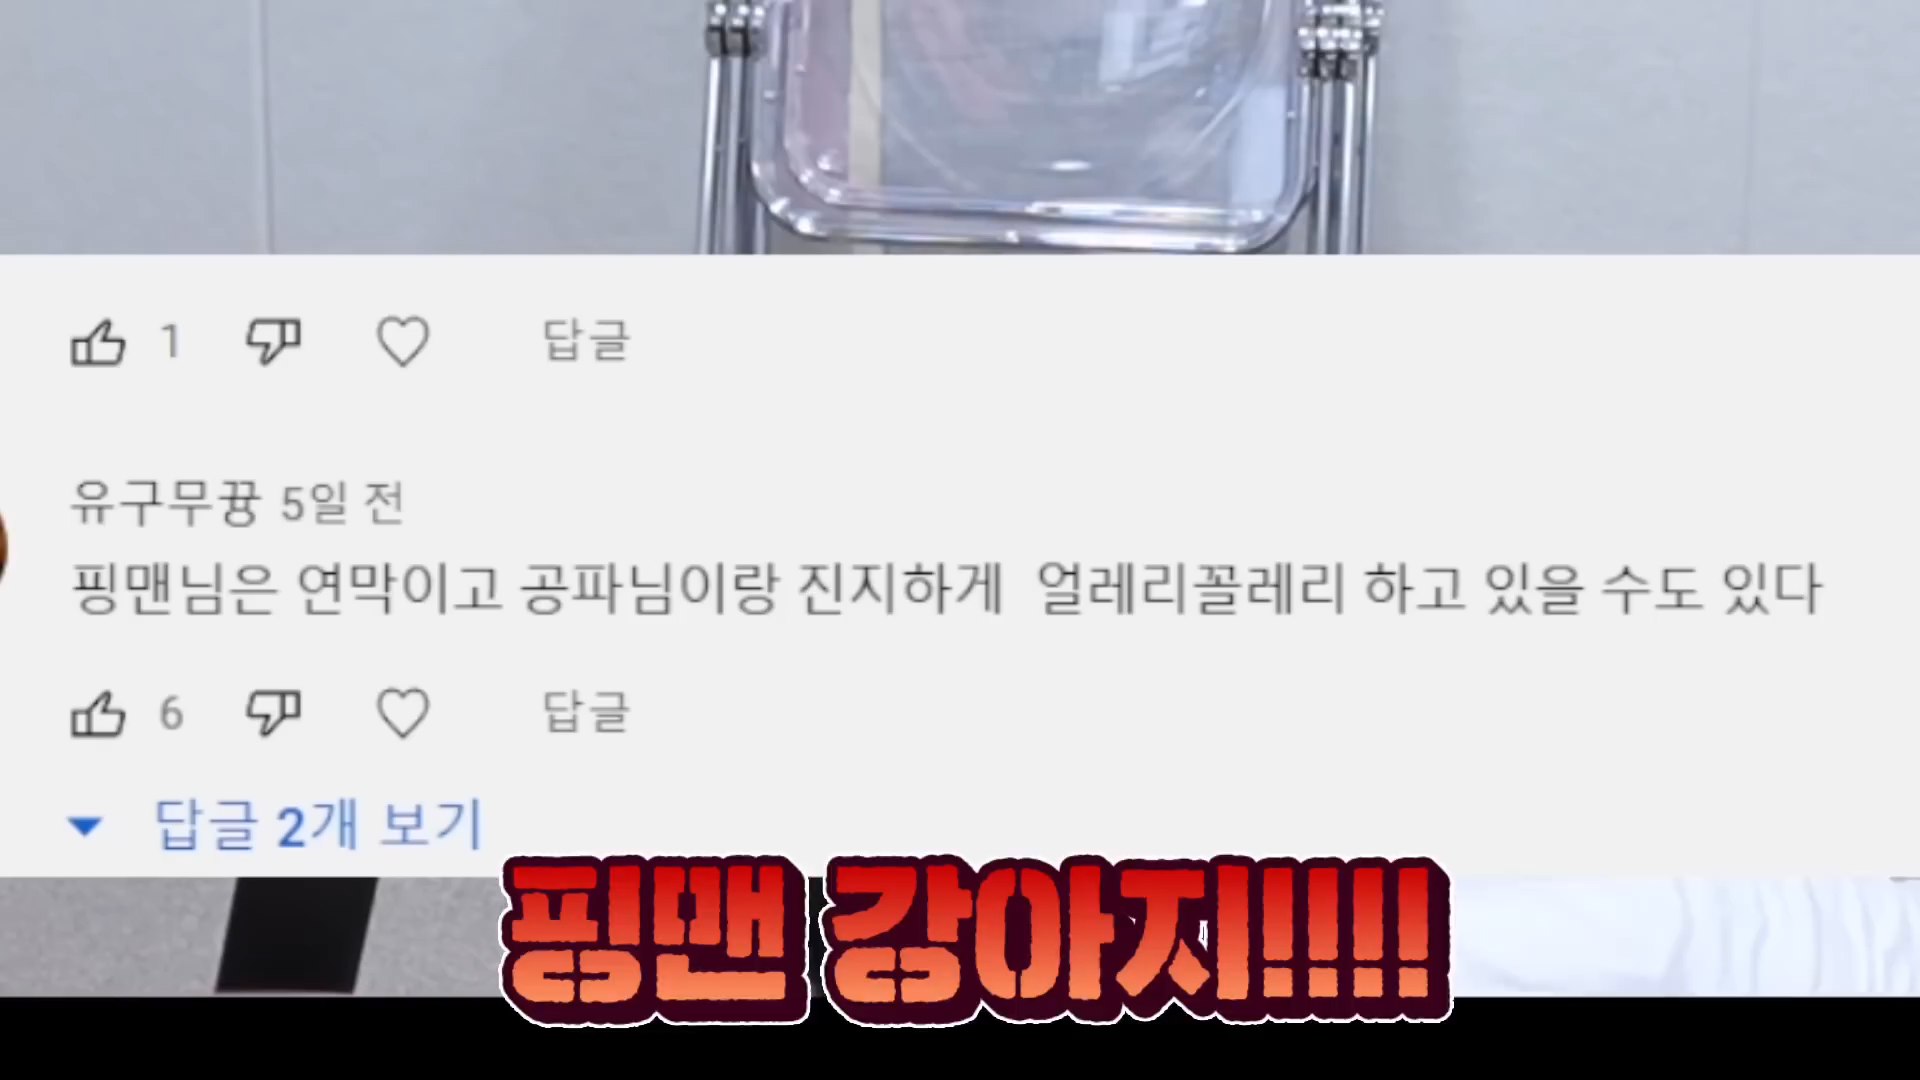 1 답글
유구무끙 5일 전
핑맨님은 연막이고 공파님이랑 진지하게 얼레리꼴레리 하고 있을 수도 있다
6 답글
답글 2개 보기
핑맨 강아지!!!!